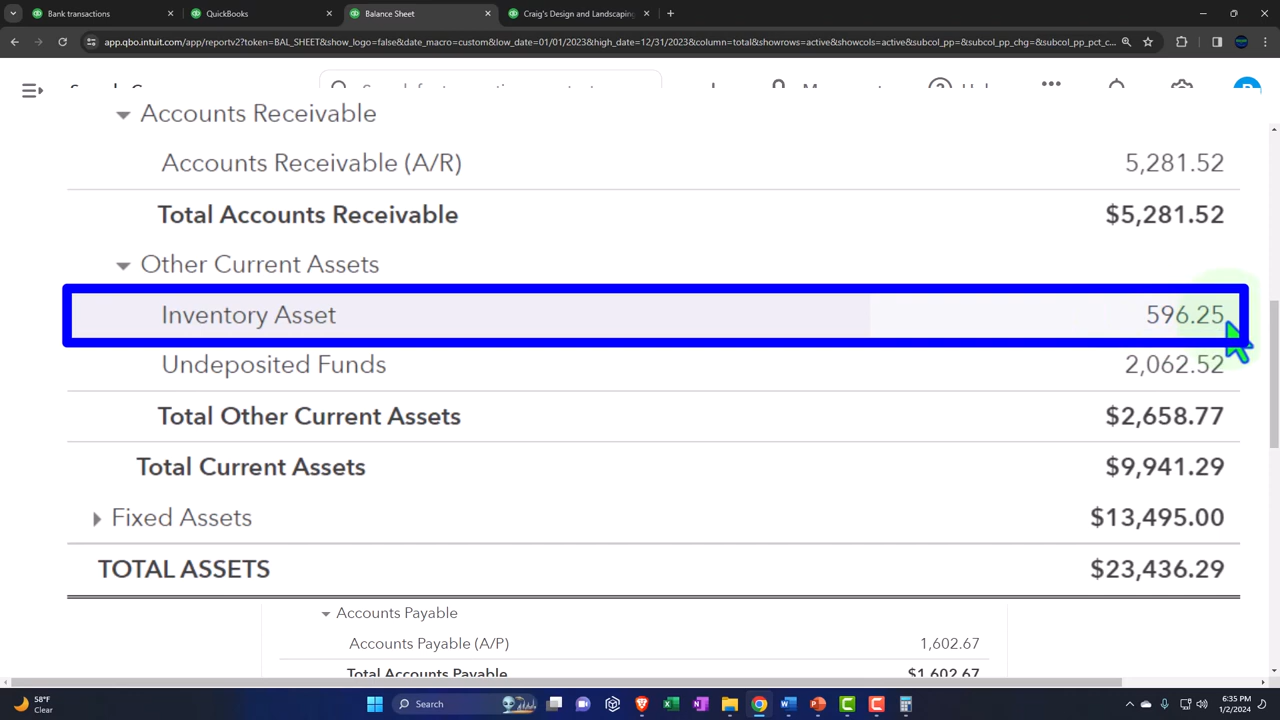 Bank transactions
QuickBooks
Balance Sheet
Craig's Design and Landscaping
app.qbo.intuit.com/app/reportv2?token=BAL_SHEET&show_logo=false&date_macro=custom&low_date=01/01/2023&high_date=12/31/2023&column=total&showrows=active&showcols=active&subcol_pp=&subcol_pp_chg=&subcol_pp_pct_c...
Accounts Receivable
Accounts Receivable (A/R) 5,281.52
Total Accounts Receivable $5,281.52
Other Current Assets
Inventory Asset 596.25
Undeposited Funds 2,062.52
Total Other Current Assets $2,658.77
Total Current Assets $9,941.29
Fixed Assets $13,495.00
TOTAL ASSETS $23,436.29
Accounts Payable
Accounts Payable (A/P) 1,602.67
Total Accounts Payable $1,602.67
58°F
Clear
Search
6:35 PM
1/2/2024